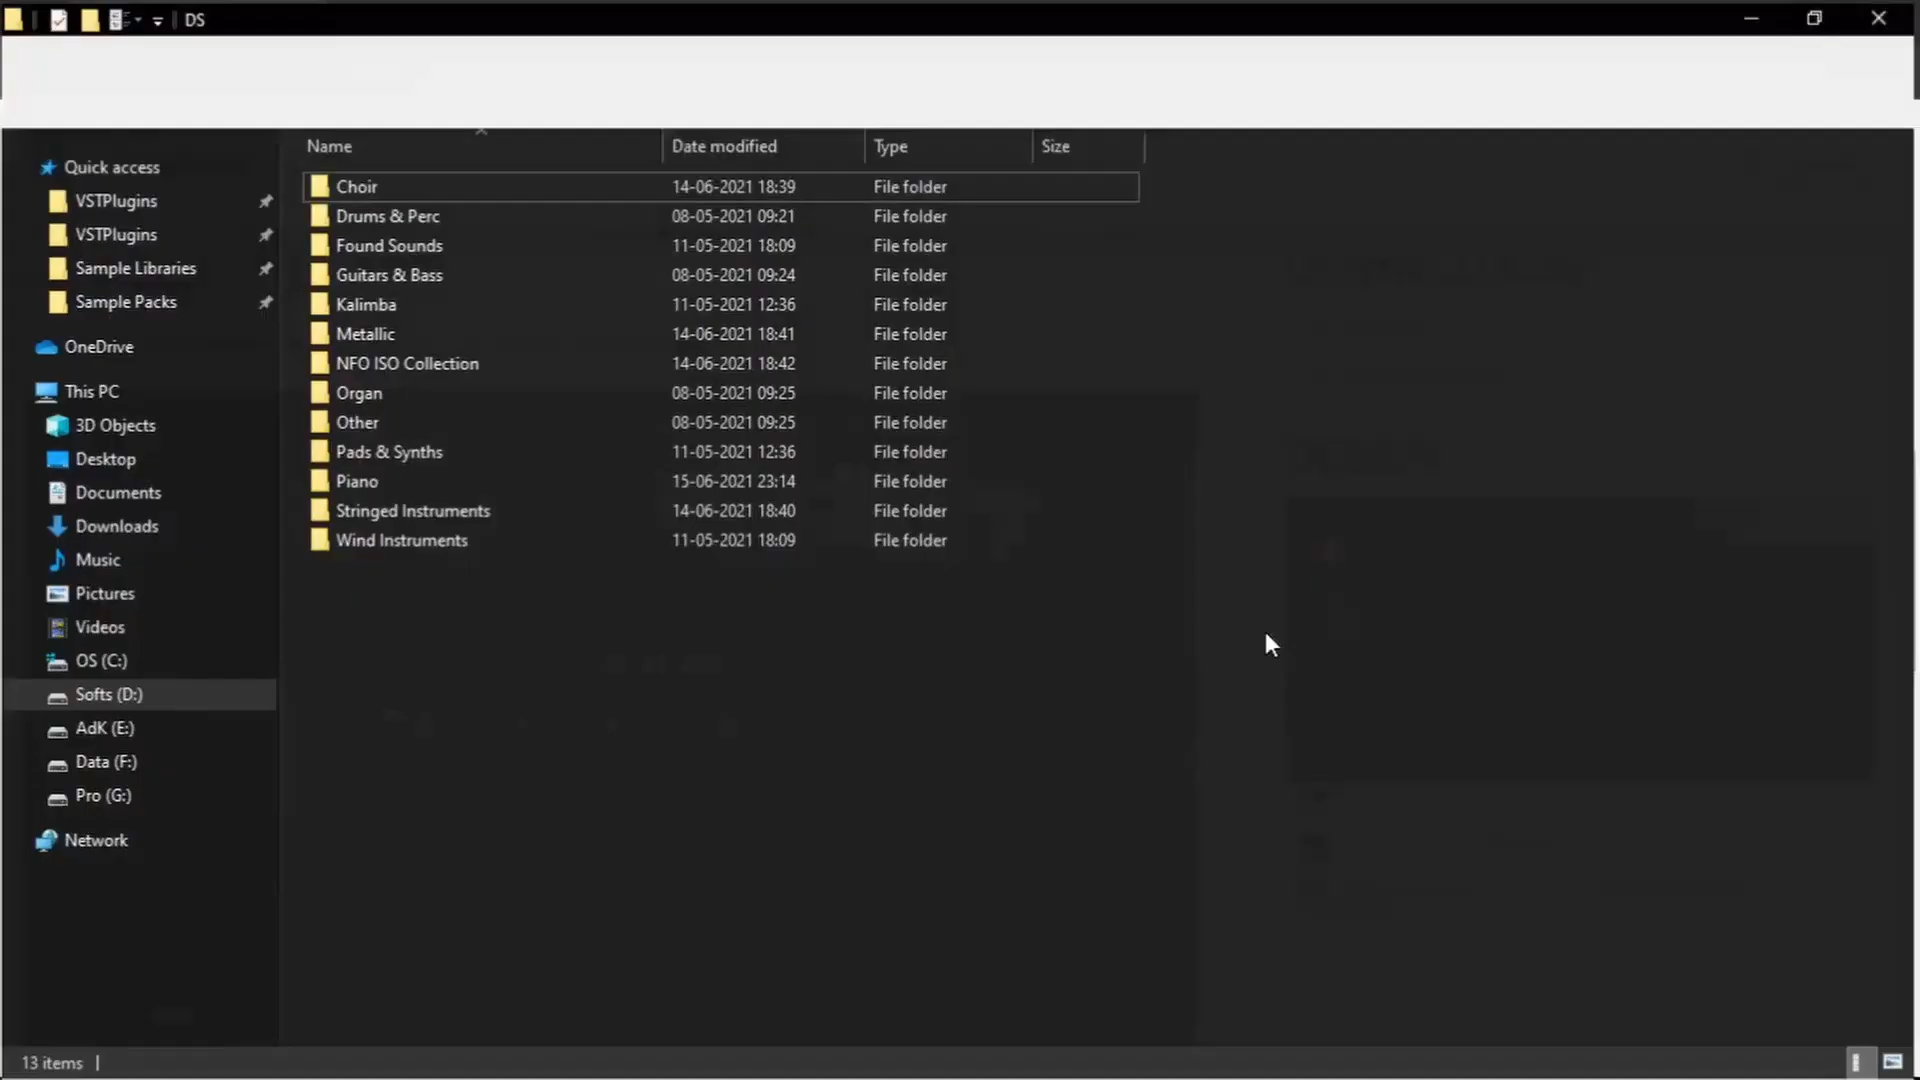 DS
Name Date modified Type Size
Quick access
VSTPlugins
VSTPlugins
Sample Libraries
Sample Packs
OneDrive
This PC
3D Objects
Desktop
Documents
Downloads
Music
Pictures
Videos
OS (C:)
Softs (D:)
AdK (E:)
Data (F:)
Pro (G:)
Network
Choir 14-06-2021 18:39 File folder
Drums & Perc 08-05-2021 09:21 File folder
Found Sounds 11-05-2021 18:09 File folder
Guitars & Bass 08-05-2021 09:24 File folder
Kalimba 11-05-2021 12:36 File folder
Metallic 14-06-2021 18:41 File folder
NFO ISO Collection 14-06-2021 18:42 File folder
Organ 08-05-2021 09:25 File folder
Other 08-05-2021 09:25 File folder
Pads & Synths 11-05-2021 12:36 File folder
Piano 15-06-2021 23:14 File folder
Stringed Instruments 14-06-2021 18:40 File folder
Wind Instruments 11-05-2021 18:09 File folder
13 items